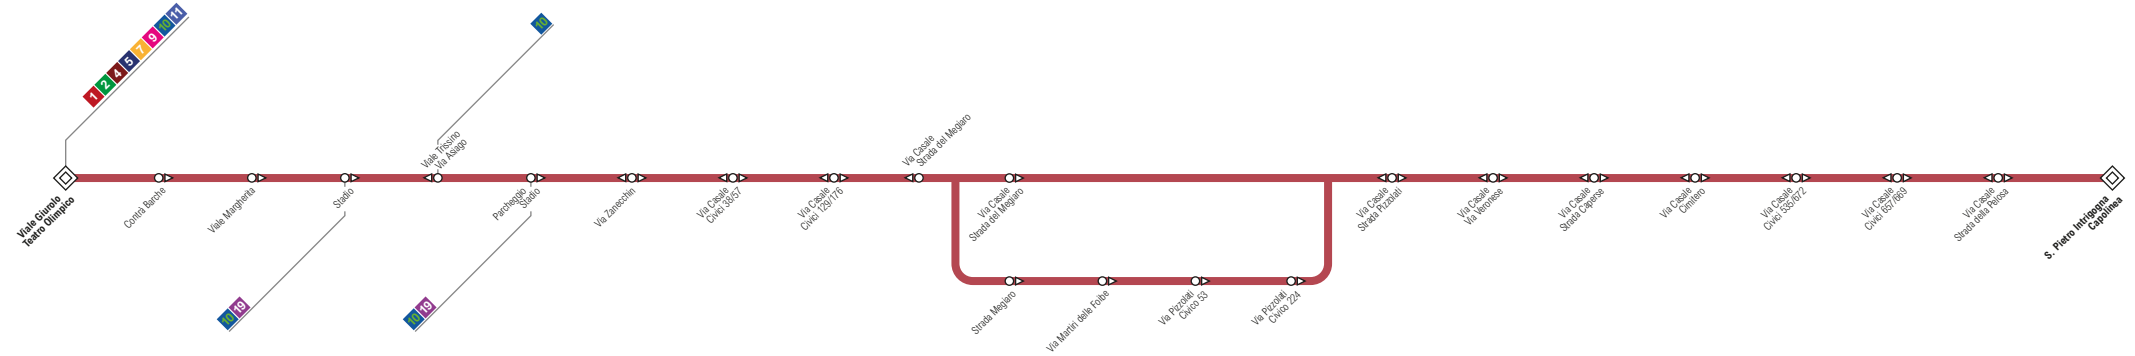 1 2 4 5 7 9 10 11
10
Viale Giuriolo
Teatro Olimpico
Contrà Barche
Viale Margherita
Stadio
10 19
Viale Trissino
Via Asiago
Parcheggio
Stadio
10 19
Via Zanecchin
Via Casale
Civici 38/57
Via Casale
Civici 129/176
Via Casale
Strada del Megiaro
Via Casale
Strada del Megiaro
Strada Megiaro
Via Martiri delle Foibe
Via Pizzolati
Civico 53
Via Pizzolati
Civico 224
Via Casale
Strada Pizzolati
Via Casale
Via Veronese
Via Casale
Strada Caperse
Via Casale
Cimitero
Via Casale
Civici 535/672
Via Casale
Civici 657/669
Via Casale
Strada della Pelosa
S. Pietro Intrigogna
Capolinea